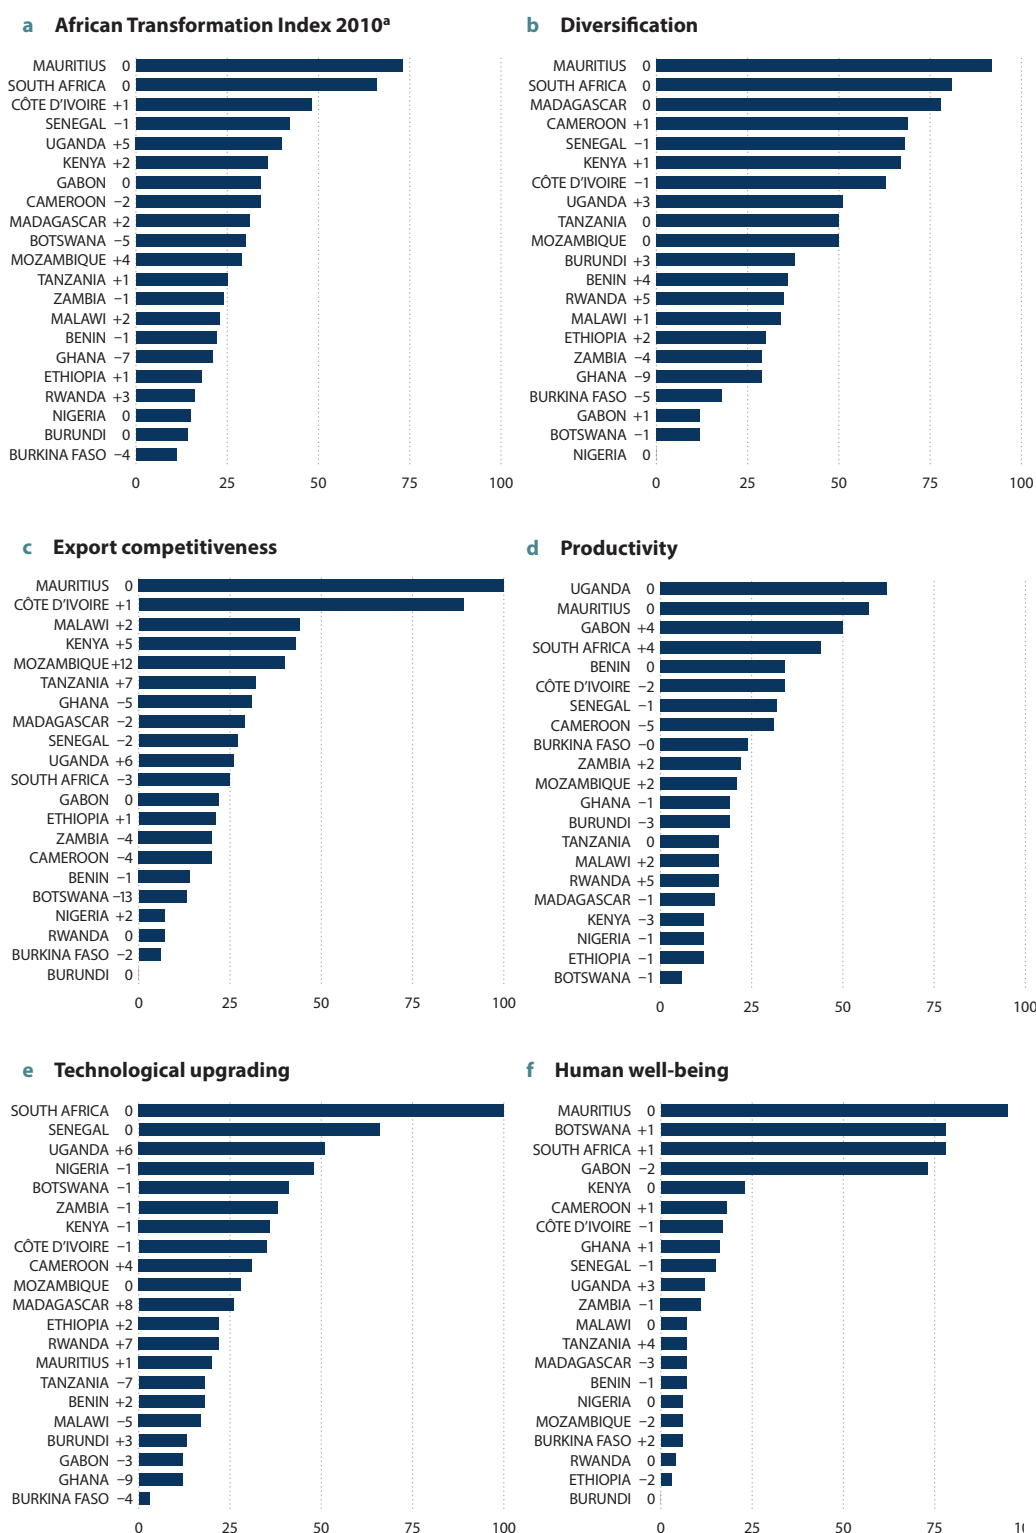 a African Transformation Index 2010ª
MAURITIUS 0
SOUTH AFRICA 0
CÔTE D'IVOIRE +1
SENEGAL −1
UGANDA +5
KENYA +2
GABON 0
CAMEROON −2
MADAGASCAR +2
BOTSWANA −5
MOZAMBIQUE +4
TANZANIA +1
ZAMBIA −1
MALAWI +2
BENIN −1
GHANA −7
ETHIOPIA +1
RWANDA +3
NIGERIA 0
BURUNDI 0
BURKINA FASO −4
0 25 50 75 100
b Diversification
MAURITIUS 0
SOUTH AFRICA 0
MADAGASCAR 0
CAMEROON +1
SENEGAL −1
KENYA +1
CÔTE D'IVOIRE −1
UGANDA +3
TANZANIA 0
MOZAMBIQUE 0
BURUNDI +3
BENIN +4
RWANDA +5
MALAWI +1
ETHIOPIA +2
ZAMBIA −4
GHANA −9
BURKINA FASO −5
GABON +1
BOTSWANA −1
NIGERIA 0
0 25 50 75 100
c Export competitiveness
MAURITIUS 0
CÔTE D'IVOIRE +1
MALAWI +2
KENYA +5
MOZAMBIQUE +12
TANZANIA +7
GHANA −5
MADAGASCAR −2
SENEGAL −2
UGANDA +6
SOUTH AFRICA −3
GABON 0
ETHIOPIA +1
ZAMBIA −4
CAMEROON −4
BENIN −1
BOTSWANA −13
NIGERIA +2
RWANDA 0
BURKINA FASO −2
BURUNDI 0
0 25 50 75 100
d Productivity
UGANDA 0
MAURITIUS 0
GABON +4
SOUTH AFRICA +4
BENIN 0
CÔTE D'IVOIRE −2
SENEGAL −1
CAMEROON −5
BURKINA FASO −0
ZAMBIA +2
MOZAMBIQUE +2
GHANA −1
BURUNDI −3
TANZANIA 0
MALAWI +2
RWANDA +5
MADAGASCAR −1
KENYA −3
NIGERIA −1
ETHIOPIA −1
BOTSWANA −1
0 25 50 75 100
e Technological upgrading
SOUTH AFRICA 0
SENEGAL 0
UGANDA +6
NIGERIA −1
BOTSWANA −1
ZAMBIA −1
KENYA −1
CÔTE D'IVOIRE −1
CAMEROON +4
MOZAMBIQUE 0
MADAGASCAR +8
ETHIOPIA +2
RWANDA +7
MAURITIUS +1
TANZANIA −7
BENIN +2
MALAWI −5
BURUNDI +3
GABON −3
GHANA −9
BURKINA FASO −4
0 25 50 75 100
f Human well-being
MAURITIUS 0
BOTSWANA +1
SOUTH AFRICA +1
GABON −2
KENYA 0
CAMEROON +1
CÔTE D'IVOIRE −1
GHANA +1
SENEGAL −1
UGANDA +3
ZAMBIA −1
MALAWI 0
TANZANIA +4
MADAGASCAR −3
BENIN −1
NIGERIA 0
MOZAMBIQUE −2
BURKINA FASO +2
RWANDA 0
ETHIOPIA −2
BURUNDI 0
0 25 50 75